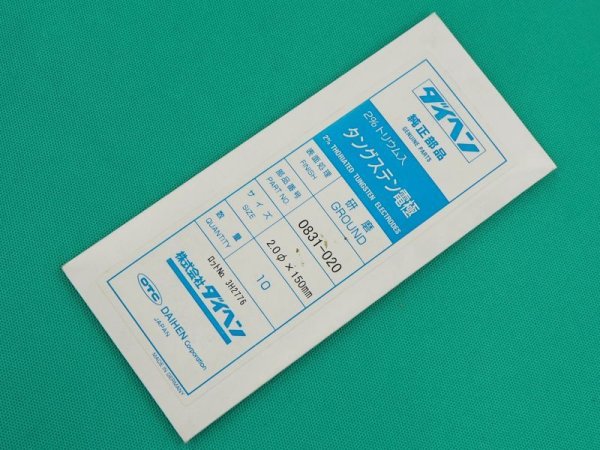 ダイヘン
純正部品
GENUINE PARTS
2%トリウム入
タングステン電極
2% THORIATED TUNGSTEN ELECTRODES
表面処理 研磨
FINISH GROUND
部品番号 0831-020
PART NO
サイズ 2.0φ×150mm
SIZE
数量 10
QUANTITY
ロットNo. 3H2776
株式会社ダイヘン
OTC DAIHEN Corporation
JAPAN
MADE IN GERMANY